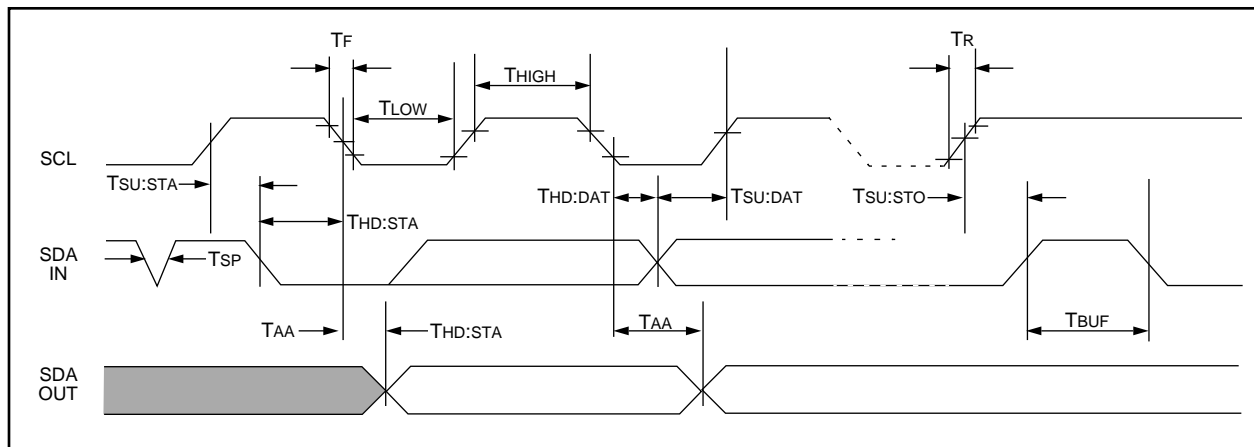 TF
TR
THIGH
TLOW
SCL
TSU:STA
THD:DAT
TSU:DAT
TSU:STO
THD:STA
SDA
IN
TSP
TAA
THD:STA
TAA
TBUF
SDA
OUT